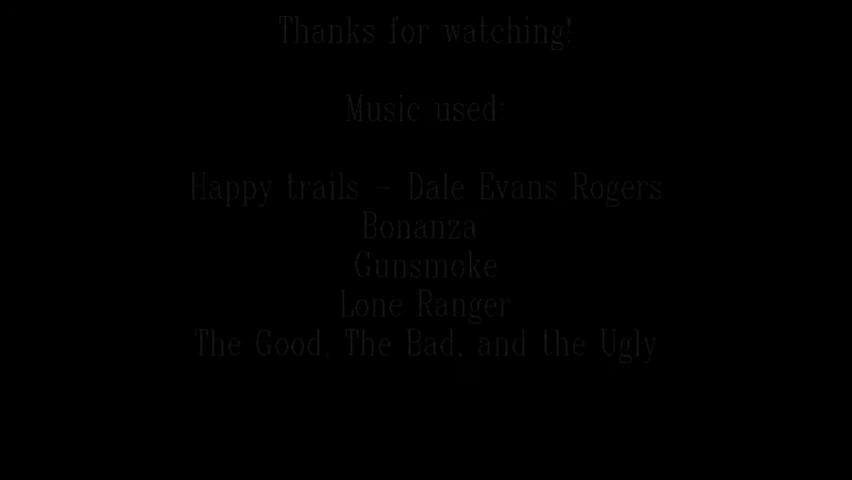 Thanks for watching!
Music used:
Happy trails - Dale Evans Rogers
Bonanza
Gunsmoke
Lone Ranger
The Good, The Bad, and the Ugly